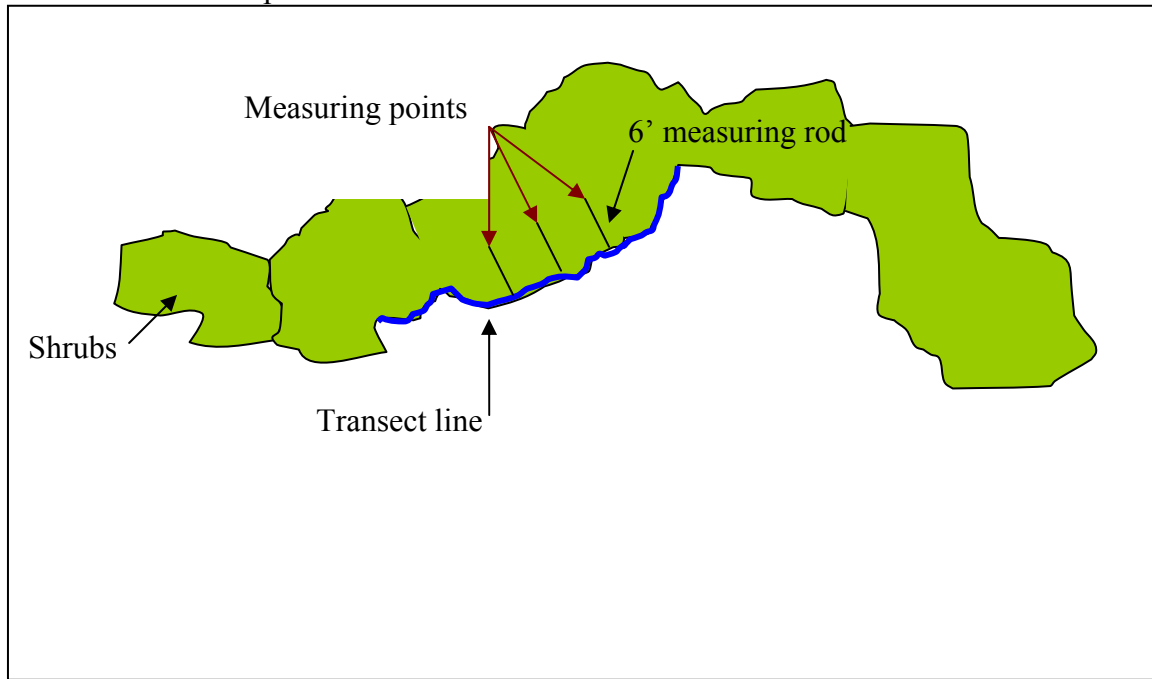 Measuring points
6’ measuring rod
Shrubs
Transect line